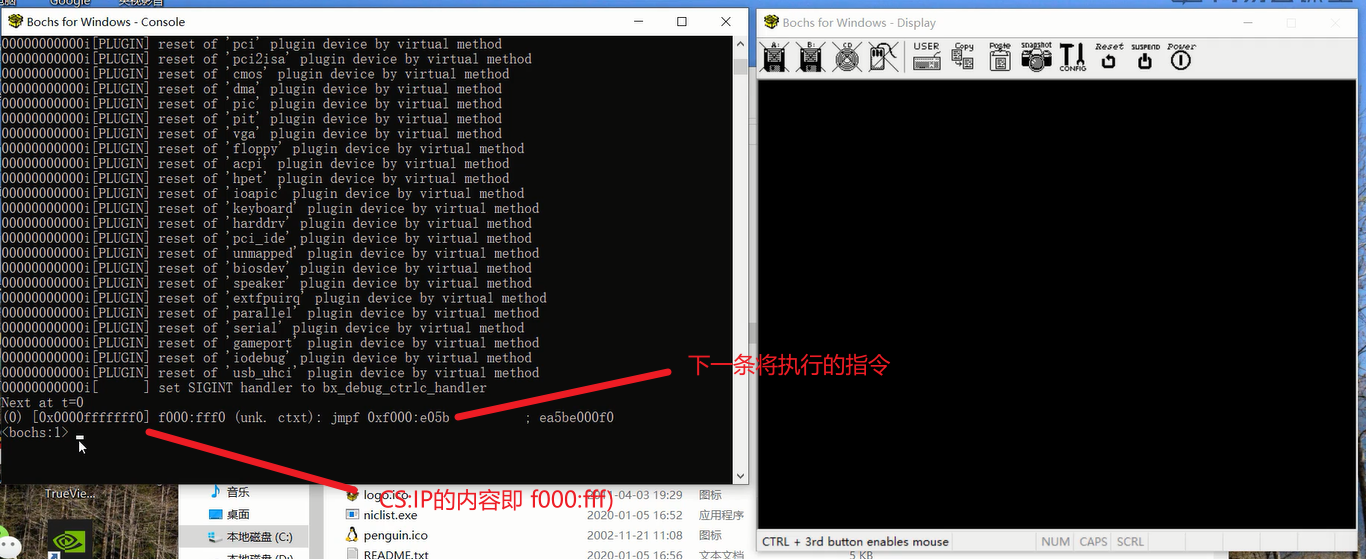 Google
Bochs for Windows - Console
00000000000i[PLUGIN] reset of 'pci' plugin device by virtual method
00000000000i[PLUGIN] reset of 'pci2isa' plugin device by virtual method
00000000000i[PLUGIN] reset of 'cmos' plugin device by virtual method
00000000000i[PLUGIN] reset of 'dma' plugin device by virtual method
00000000000i[PLUGIN] reset of 'pic' plugin device by virtual method
00000000000i[PLUGIN] reset of 'pit' plugin device by virtual method
00000000000i[PLUGIN] reset of 'vga' plugin device by virtual method
00000000000i[PLUGIN] reset of 'floppy' plugin device by virtual method
00000000000i[PLUGIN] reset of 'acpi' plugin device by virtual method
00000000000i[PLUGIN] reset of 'hpet' plugin device by virtual method
00000000000i[PLUGIN] reset of 'ioapic' plugin device by virtual method
00000000000i[PLUGIN] reset of 'keyboard' plugin device by virtual method
00000000000i[PLUGIN] reset of 'harddrv' plugin device by virtual method
00000000000i[PLUGIN] reset of 'pci_ide' plugin device by virtual method
00000000000i[PLUGIN] reset of 'unmapped' plugin device by virtual method
00000000000i[PLUGIN] reset of 'biosdev' plugin device by virtual method
00000000000i[PLUGIN] reset of 'speaker' plugin device by virtual method
00000000000i[PLUGIN] reset of 'extfpuirq' plugin device by virtual method
00000000000i[PLUGIN] reset of 'parallel' plugin device by virtual method
00000000000i[PLUGIN] reset of 'serial' plugin device by virtual method
00000000000i[PLUGIN] reset of 'gameport' plugin device by virtual method
00000000000i[PLUGIN] reset of 'iodebug' plugin device by virtual method
00000000000i[PLUGIN] reset of 'usb_uhci' plugin device by virtual method
00000000000i[      ] set SIGINT handler to bx_debug_ctrlc_handler
Next at t=0
(0) [0x0000fffffff0] f000:fff0 (unk. ctxt): jmpf 0xf000:e05b          ; ea5be000f0
<bochs:1>
下一条将执行的指令
CS:IP的内容即 f000:fff)
Bochs for Windows - Display
A: B: CD USER Copy Paste snapshot CONFIG Reset SUSPEND Power
CTRL + 3rd button enables mouse NUM CAPS SCRL
TrueVie...
音乐
桌面
本地磁盘 (C:)
logo.ico -04-03 19:29 图标
niclist.exe 2020-01-05 16:52 应用程序
penguin.ico 2002-11-21 11:08 图标
README.txt 2020-01-05 16:56 文本文档 5 KB